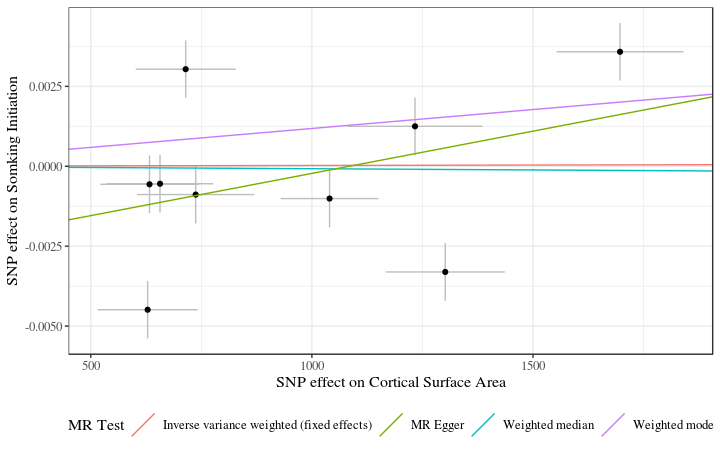 SNP effect on Somking Initiation
0.0025
0.0000
-0.0025
-0.0050
500
1000
1500
SNP effect on Cortical Surface Area
MR Test
Inverse variance weighted (fixed effects)
MR Egger
Weighted median
Weighted mode